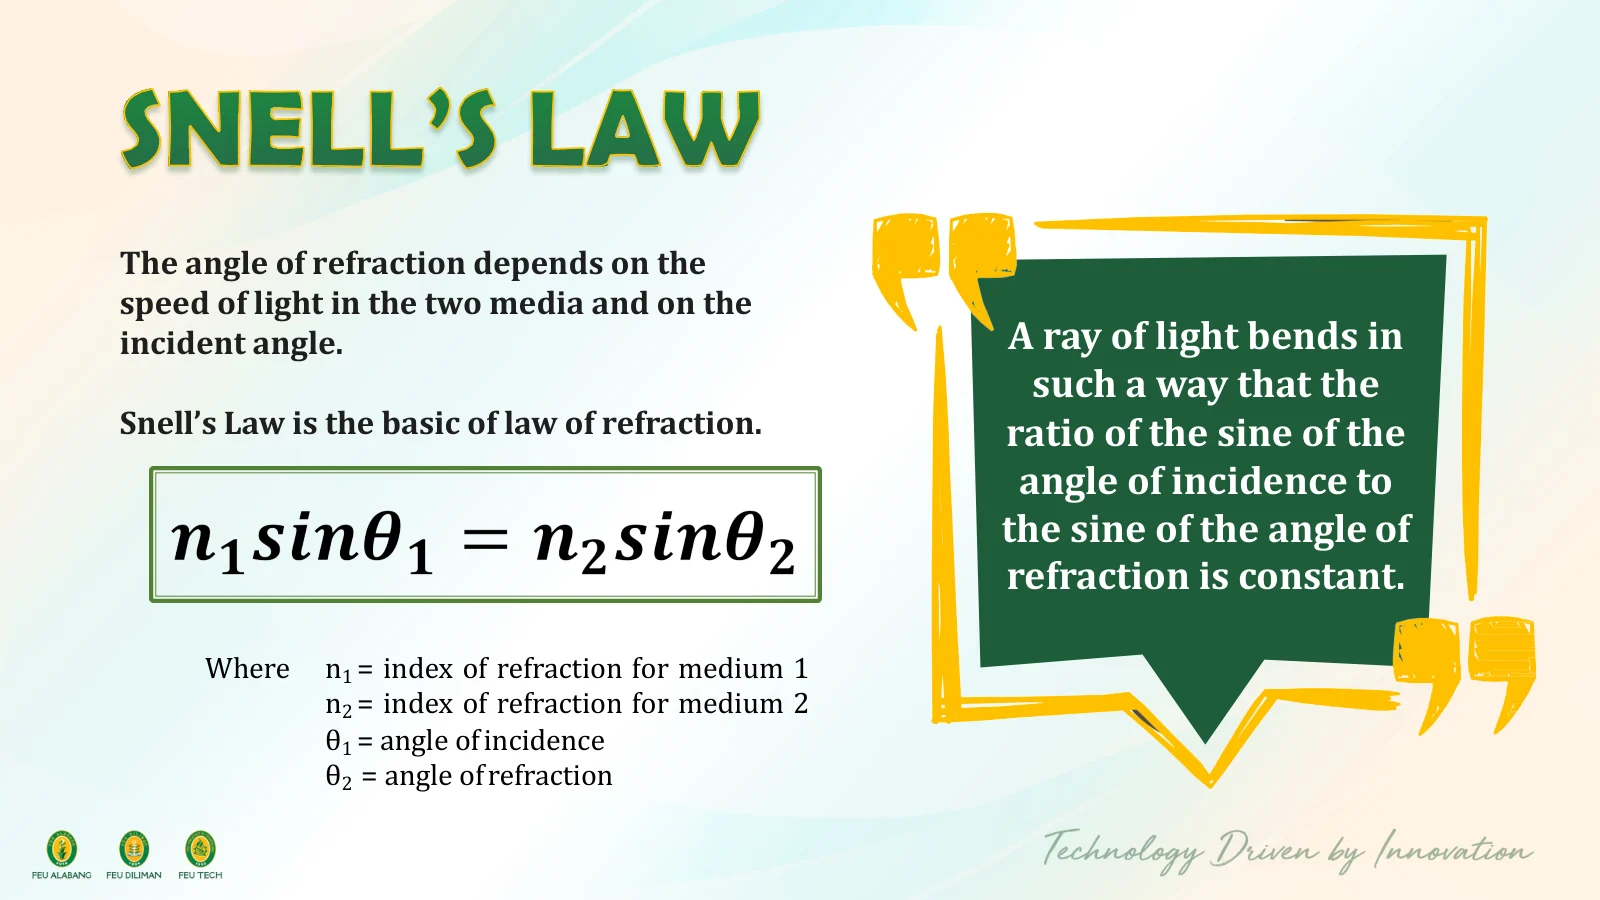 SNELL’S LAW
The angle of refraction depends on the
speed of light in the two media and on the
incident angle.
Snell’s Law is the basic of law of refraction.
n₁sinθ₁ = n₂sinθ₂
Where n₁ = index of refraction for medium 1
n₂ = index of refraction for medium 2
θ₁ = angle of incidence
θ₂ = angle of refraction
A ray of light bends in
such a way that the
ratio of the sine of the
angle of incidence to
the sine of the angle of
refraction is constant.
FEU ALABANG FEU DILIMAN FEU TECH
Technology Driven by Innovation